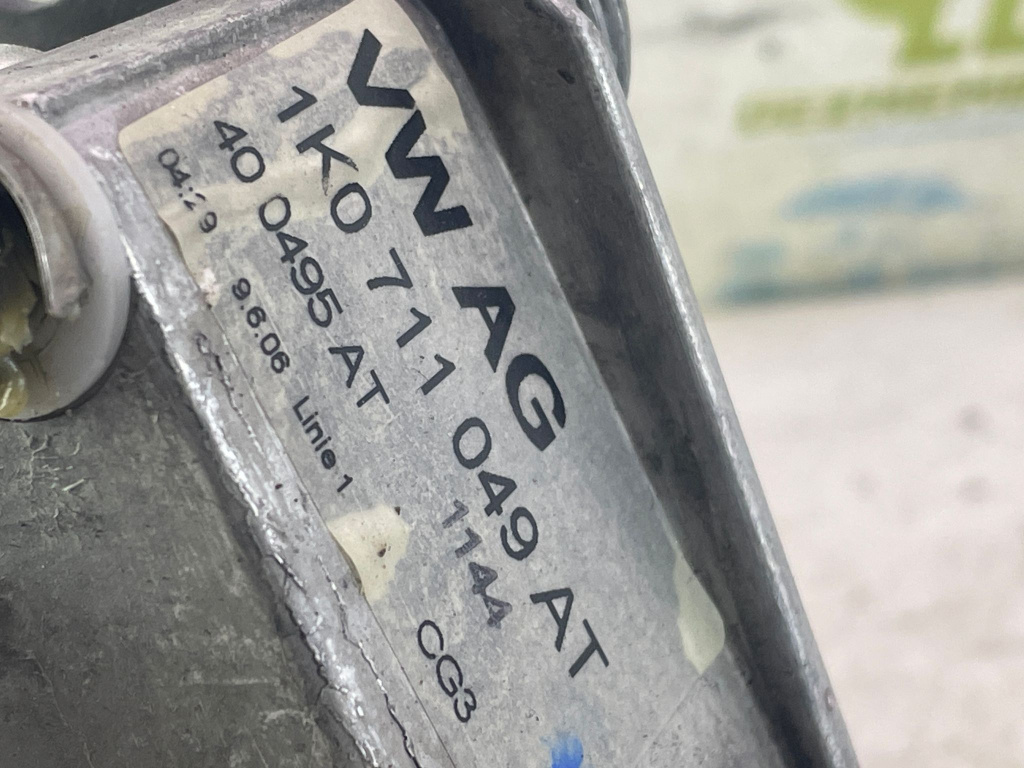 VW AG
1K0 711 049 AT
1144
40 0495 AT
CG3
04:29 9.6.06 Linie 1